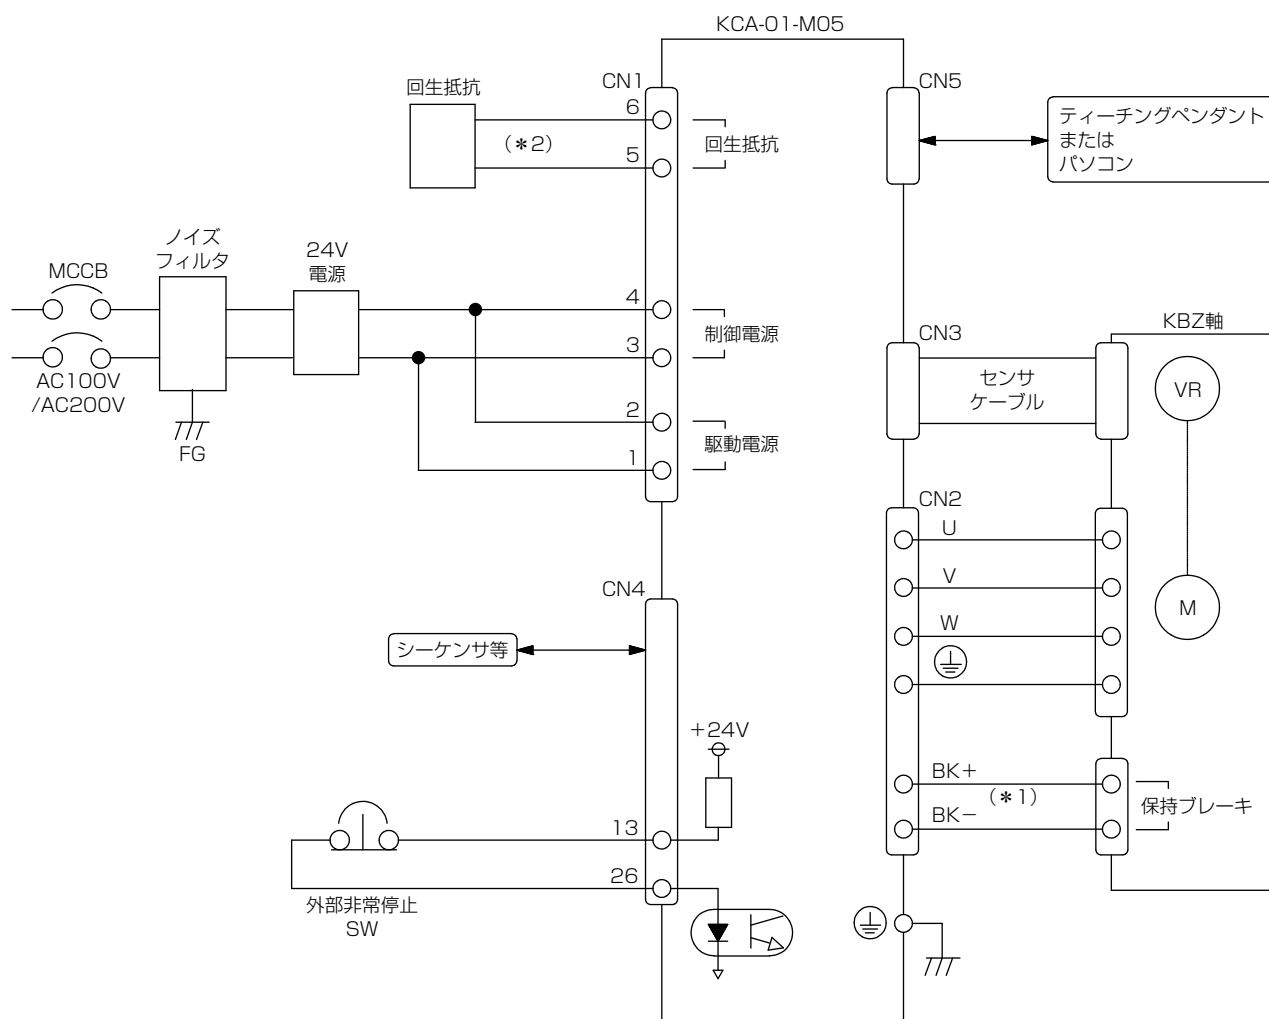 KCA-01-M05
CN1
回生抵抗
6
(＊2)
5
回生抵抗
CN5
ティーチングペンダント
または
パソコン
ノイズ
フィルタ
MCCB
24V
電源
4
制御電源
3
AC100V
/AC200V
FG
2
駆動電源
1
CN3
センサ
ケーブル
KBZ軸
VR
CN2
U
V
W
M
CN4
シーケンサ等
+24V
13
26
外部非常停止
SW
BK+
(＊1)
BK−
保持ブレーキ